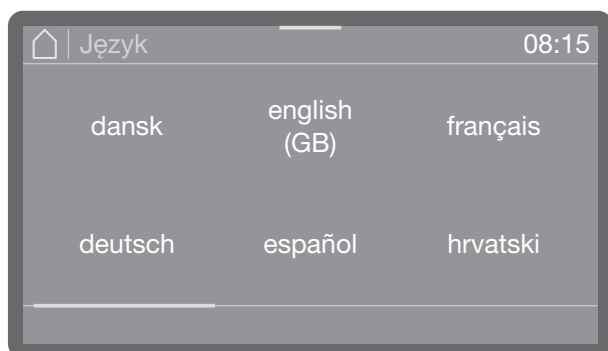 Język 08:15
dansk english (GB) français
deutsch español hrvatski